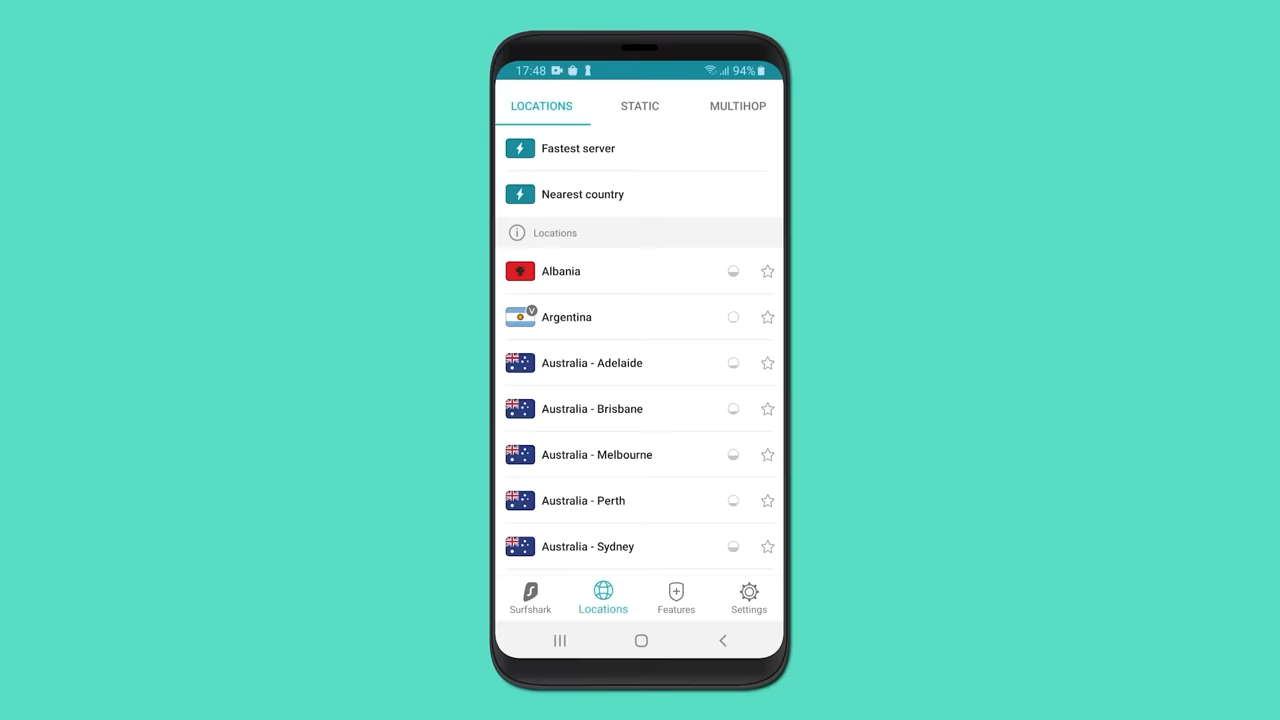 17:48 94%
LOCATIONS STATIC MULTIHOP
Fastest server
Nearest country
Locations
Albania
V
Argentina
Australia - Adelaide
Australia - Brisbane
Australia - Melbourne
Australia - Perth
Australia - Sydney
Surfshark Locations Features Settings